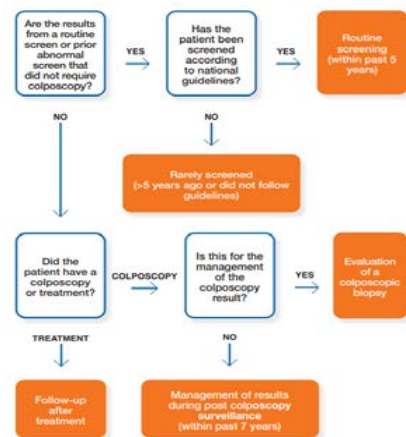 Are the results
from a routine
screen or prior
abnormal
screen that
did not require
colposcopy?
YES
Has the
patient been
screened
according
to national
guidelines?
YES
Routine
screening
(within past 5
years)
NO
NO
Rarely screened
(>5 years ago or did not follow
guidelines)
Did the
patient have a
colposcopy
or treatment?
COLPOSCOPY
Is this for the
management
of the
colposcopy
result?
YES
Evaluation
of a
colposcopic
biopsy
TREATMENT
NO
Follow-up
after
treatment
Management of results
during post colposcopy
surveillance
(within past 7 years)